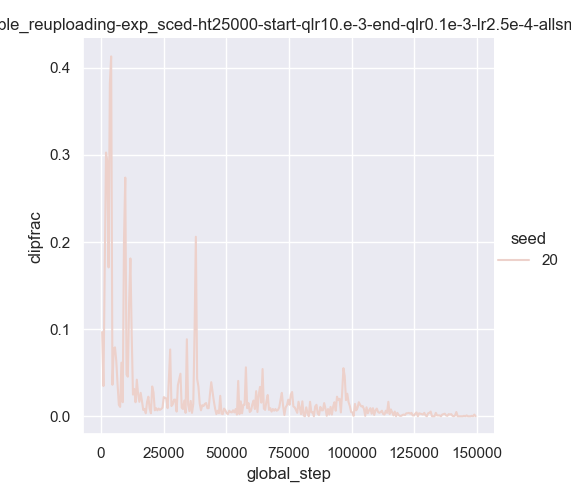 ble_reuploading-exp_sced-ht25000-start-qlr10.e-3-end-qlr0.1e-3-lr2.5e-4-allsm
0.4
0.3
0.2
0.1
0.0
clipfrac
0 25000 50000 75000 100000 125000 150000
global_step
seed
20